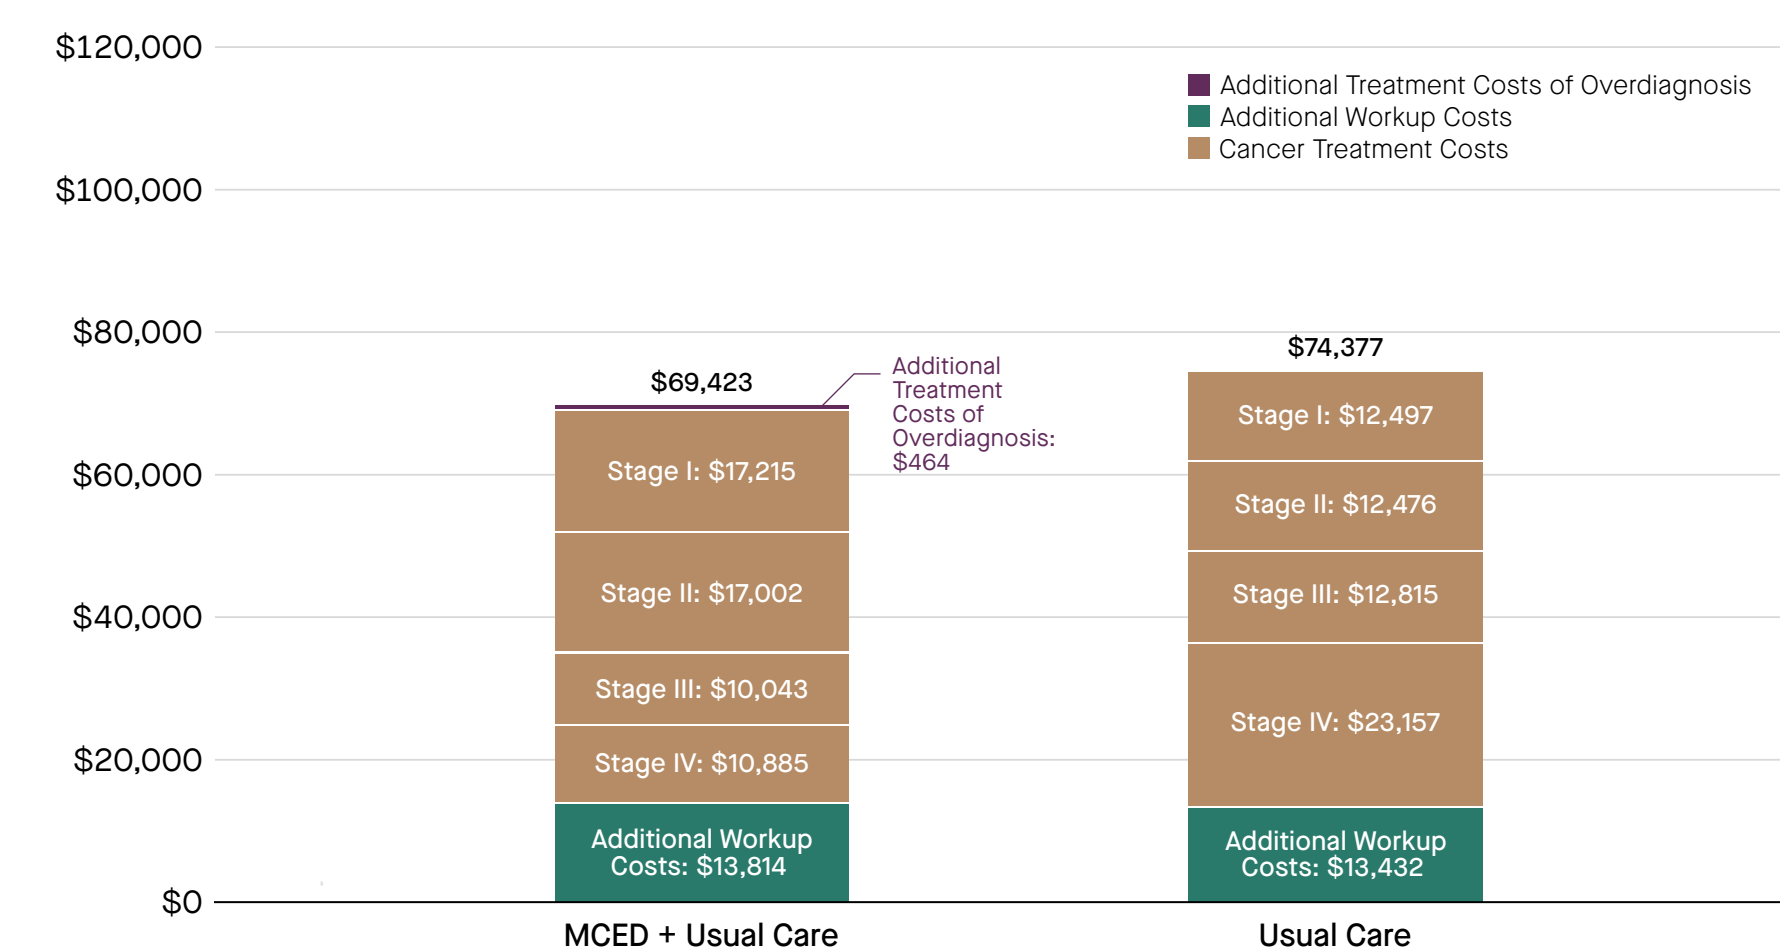 $120,000
$100,000
$80,000
$60,000
$40,000
$20,000
$0
Additional Treatment Costs of Overdiagnosis
Additional Workup Costs
Cancer Treatment Costs
$69,423
Additional
Treatment
Costs of
Overdiagnosis:
$464
Stage I: $17,215
Stage II: $17,002
Stage III: $10,043
Stage IV: $10,885
Additional Workup
Costs: $13,814
MCED + Usual Care
$74,377
Stage I: $12,497
Stage II: $12,476
Stage III: $12,815
Stage IV: $23,157
Additional Workup
Costs: $13,432
Usual Care